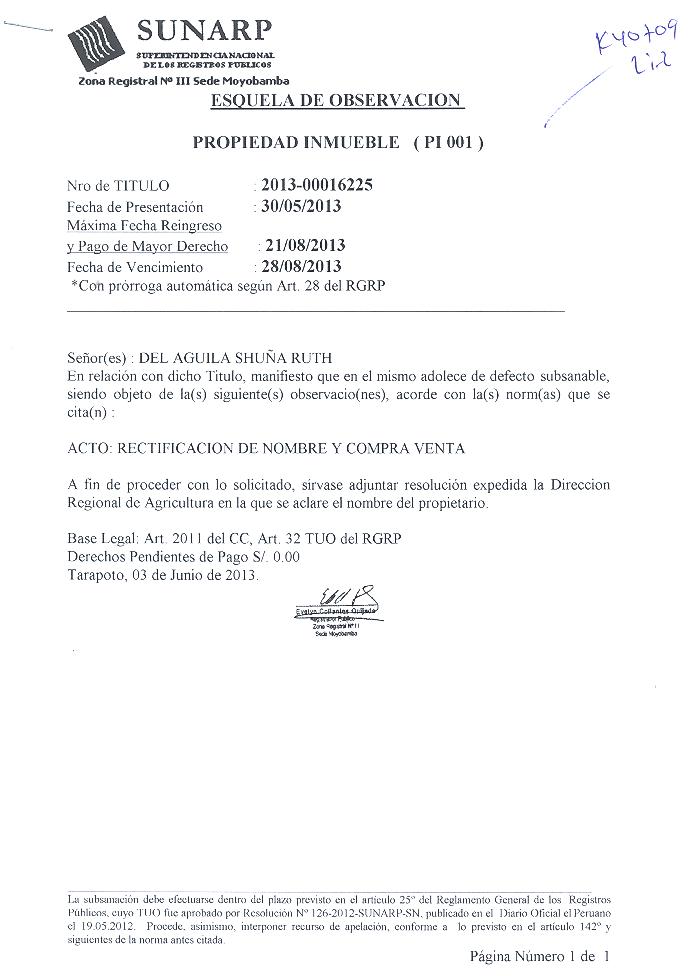 SUNARP
SUPERINTENDENCIA NACIONAL
DE LOS REGISTROS PUBLICOS
Zona Registral Nº III Sede Moyobamba
K40709
ESQUELA DE OBSERVACION
PROPIEDAD INMUEBLE ( PI 001 )
Nro de TITULO : 2013-00016225
Fecha de Presentación : 30/05/2013
Máxima Fecha Reingreso
y Pago de Mayor Derecho : 21/08/2013
Fecha de Vencimiento : 28/08/2013
*Con prórroga automática según Art. 28 del RGRP
Señor(es) : DEL AGUILA SHUÑA RUTH
En relación con dicho Titulo, manifiesto que en el mismo adolece de defecto subsanable,
siendo objeto de la(s) siguiente(s) observacio(nes), acorde con la(s) norm(as) que se
cita(n) :
ACTO: RECTIFICACION DE NOMBRE Y COMPRA VENTA
A fin de proceder con lo solicitado, sírvase adjuntar resolución expedida la Direccion
Regional de Agricultura en la que se aclare el nombre del propietario.
Base Legal: Art. 2011 del CC, Art. 32 TUO del RGRP
Derechos Pendientes de Pago S/. 0.00
Tarapoto, 03 de Junio de 2013.
Evelyn Collantes Quijada
Registrador Público
Zona Registral Nº III
Sede Moyobamba
La subsanación debe efectuarse dentro del plazo previsto en el artículo 25º del Reglamento General de los Registros
Públicos, cuyo TUO fue aprobado por Resolución Nº 126-2012-SUNARP-SN, publicado en el Diario Oficial el Peruano
el 19.05.2012. Procede, asimismo, interponer recurso de apelación, conforme a lo previsto en el artículo 142º y
siguientes de la norma antes citada.
Página Número 1 de 1